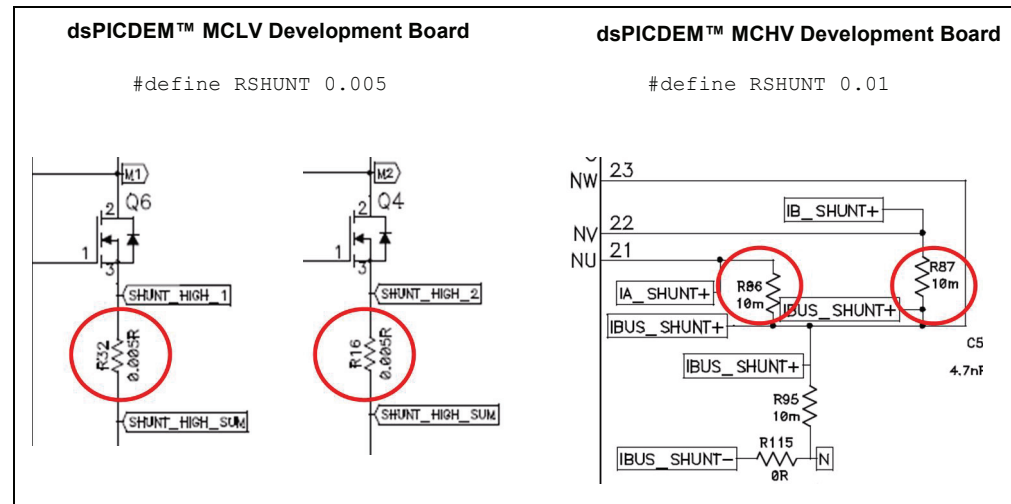 dsPICDEM™ MCLV Development Board
#define RSHUNT 0.005
M1
Q6
2
1
3
SHUNT_HIGH_1
R32
0.005R
SHUNT_HIGH_SUM
M2
Q4
2
1
3
SHUNT_HIGH_2
R16
0.005R
SHUNT_HIGH_SUM
dsPICDEM™ MCHV Development Board
#define RSHUNT 0.01
NW 23
IB_SHUNT+
NV 22
NU 21
R87
10m
R86
10m
IA_SHUNT+
IBUS_SHUNT+
IBUS_SHUNT+
C5
4.7nF
IBUS_SHUNT+
R95
10m
R115
IBUS_SHUNT-
N
0R